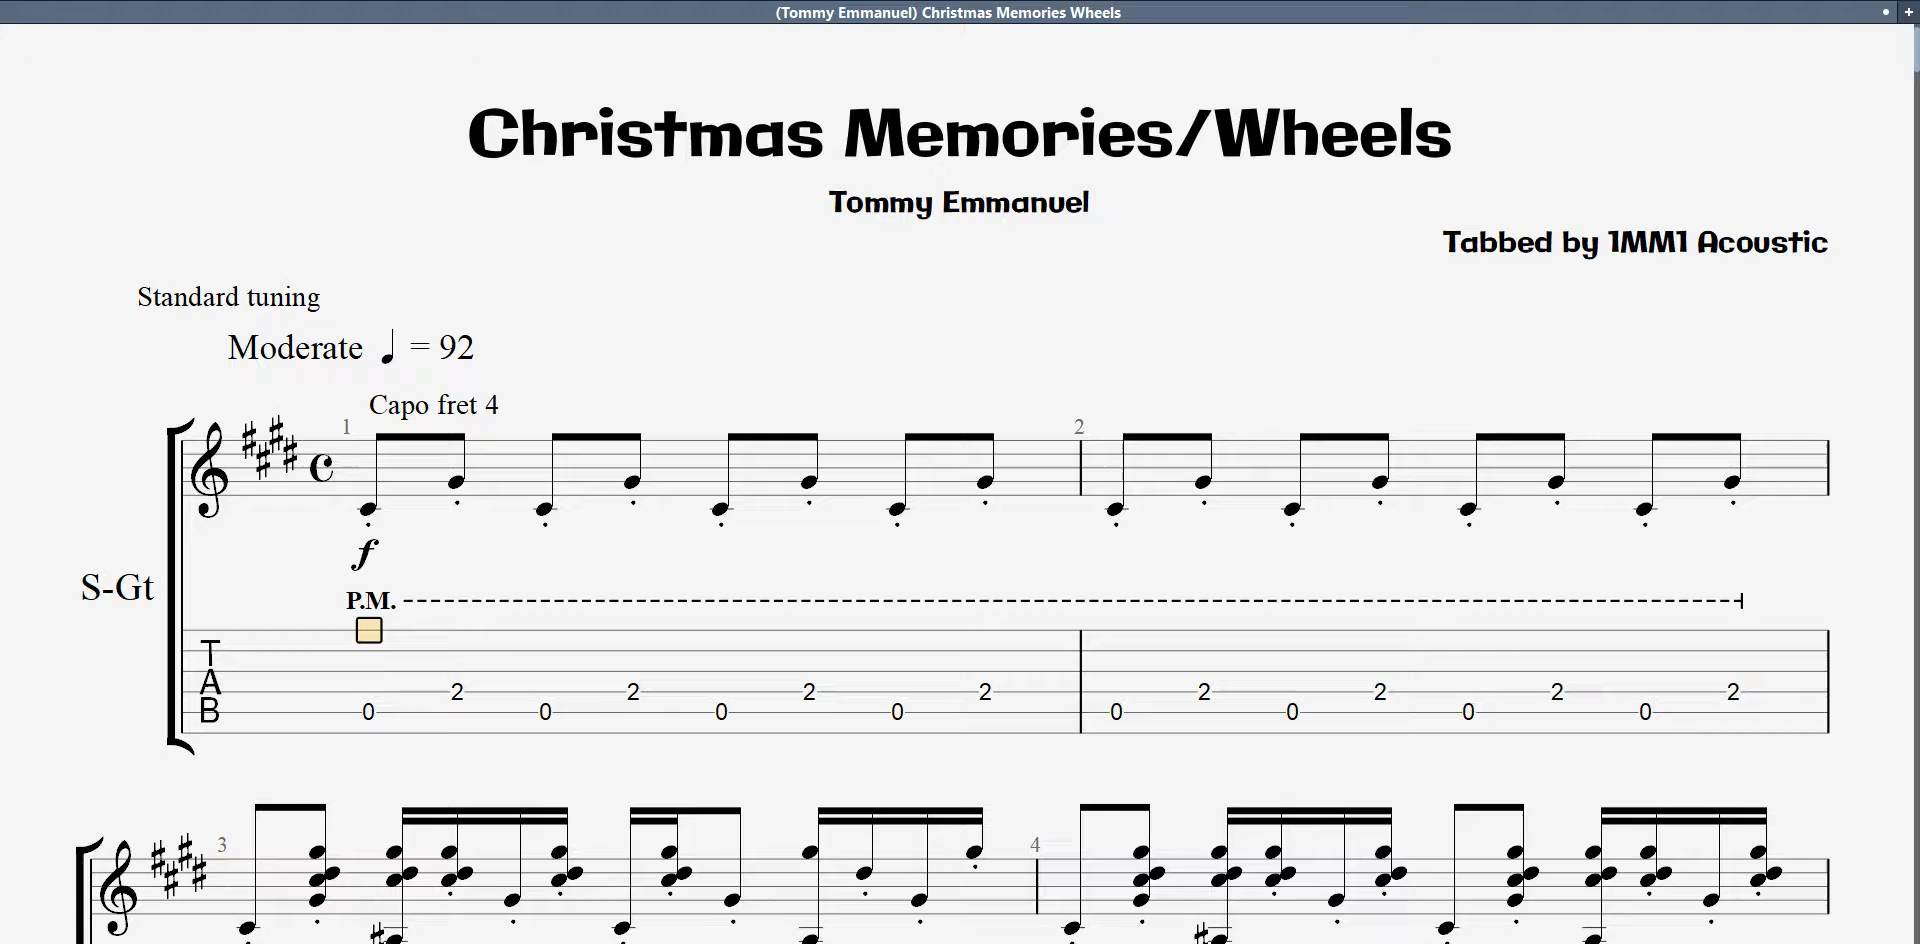 (Tommy Emmanuel) Christmas Memories Wheels
Christmas Memories/Wheels
Tommy Emmanuel
Tabbed by 1MM1 Acoustic
Standard tuning
Moderate ♩ = 92
Capo fret 4
1 2
f
S-Gt
P.M.
T
A 2 2 2 2 2 2 2 2
B 0 0 0 0 0 0 0 0
3 4